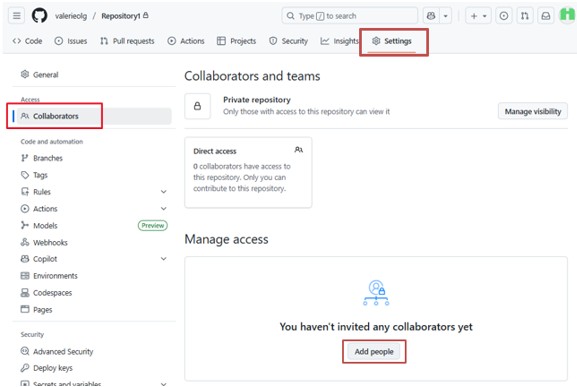 valerieolg / Repository1
Type / to search
Code Issues Pull requests Actions Projects Security Insights Settings
General
Access
Collaborators
Code and automation
Branches
Tags
Rules
Actions
Models Preview
Webhooks
Copilot
Environments
Codespaces
Pages
Security
Advanced Security
Deploy keys
Secrets and variables
Collaborators and teams
Private repository
Only those with access to this repository can view it
Manage visibility
Direct access
0 collaborators have access to
this repository. Only you can
contribute to this repository.
Manage access
You haven't invited any collaborators yet
Add people